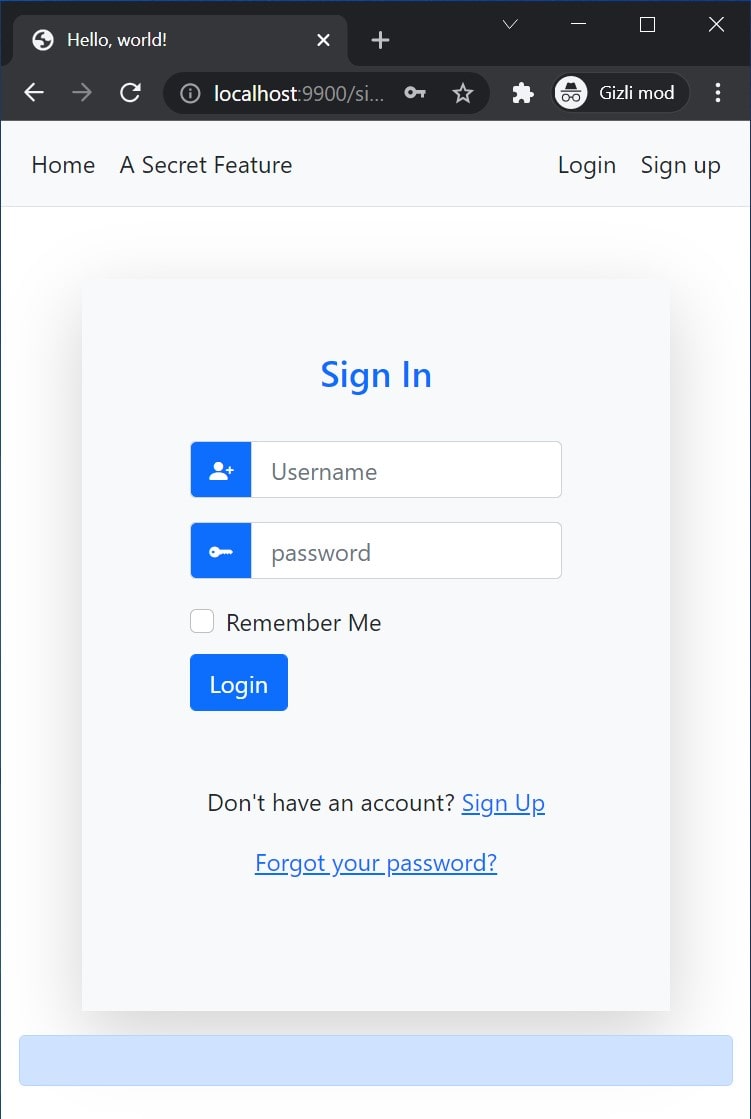 Hello, world!
localhost:9900/si...
Gizli mod
Home
A Secret Feature
Login
Sign up
Sign In
Username
password
Remember Me
Login
Don't have an account? Sign Up
Forgot your password?